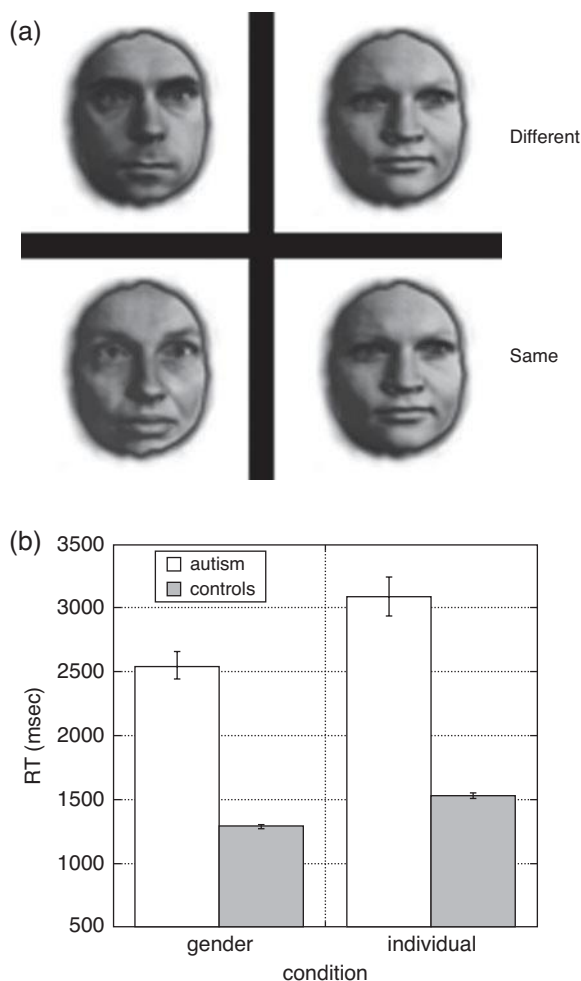 (a)
Different
Same
(b)
3500
3000
2500
2000
1500
1000
500
RT (msec)
autism
controls
gender
individual
condition